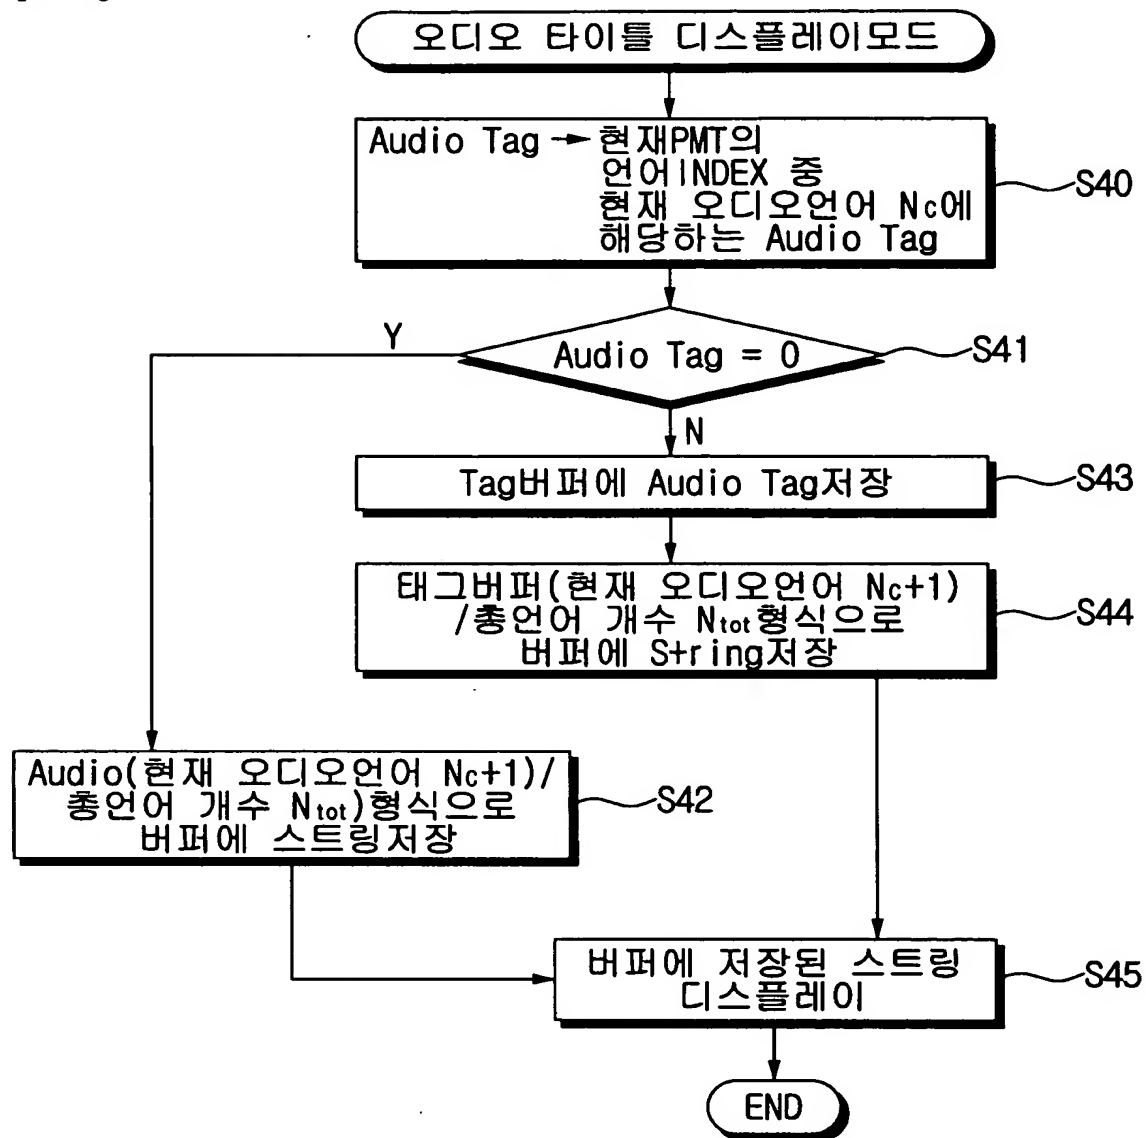 오디오 타이틀 디스플레이모드
Audio Tag → 현재PMT의
언어INDEX 중
현재 오디오언어 Nc에
해당하는 Audio Tag
S40
Y
Audio Tag = 0
S41
N
Tag버퍼에 Audio Tag저장
S43
태그버퍼(현재 오디오언어 Nc+1)
/총언어 개수 Ntot형식으로
버퍼에 S+ring저장
S44
Audio(현재 오디오언어 Nc+1)/
총언어 개수 Ntot)형식으로
버퍼에 스트링저장
S42
버퍼에 저장된 스트링
디스플레이
S45
END